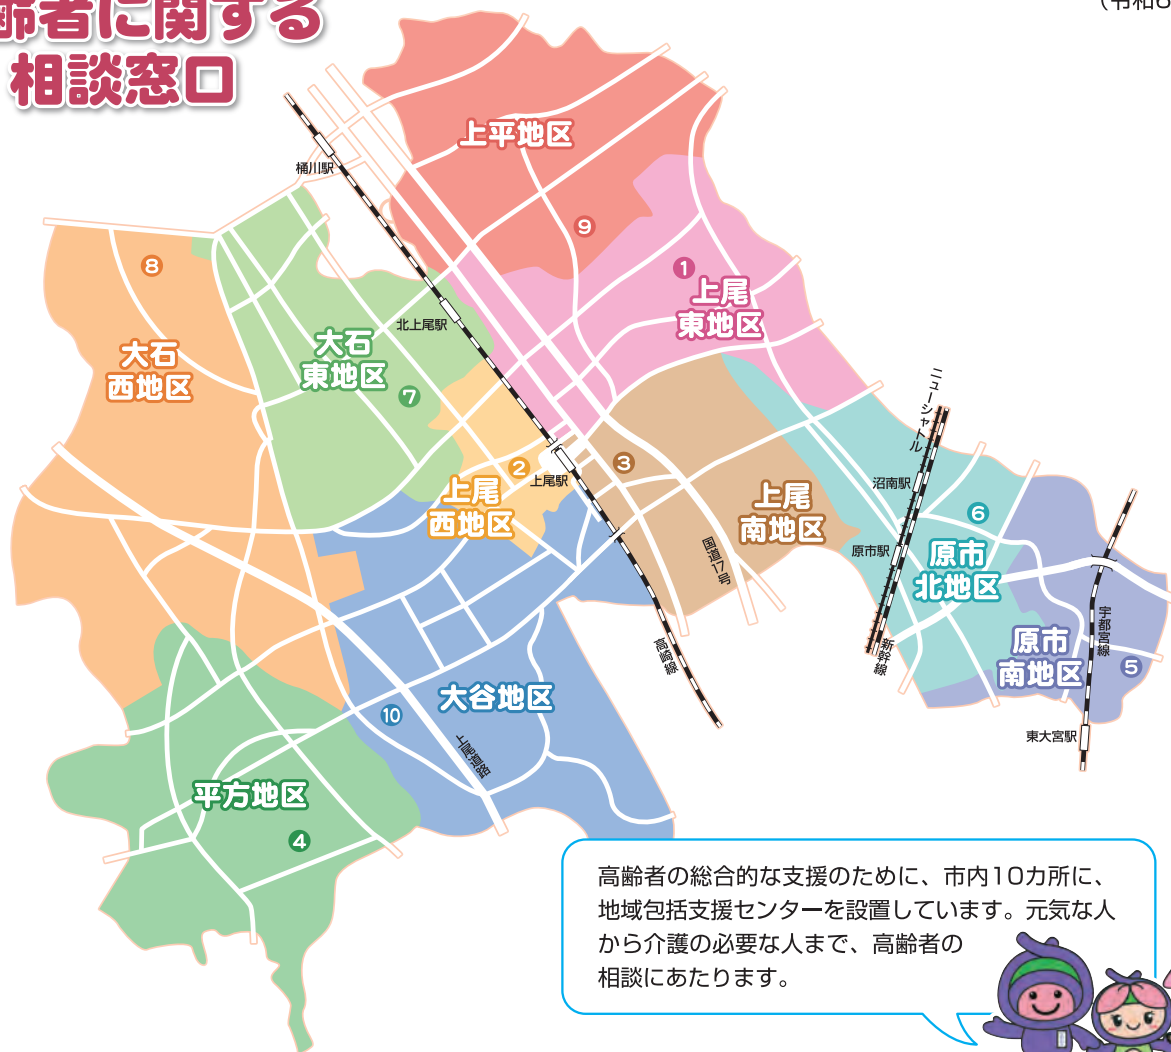 齢者に関する
相談窓口
（令和6
上平地区
桶川駅
9
8
1
上尾
東地区
北上尾駅
大石
東地区
大石
西地区
7
ニューシャトル
2
上尾駅
3
上尾
西地区
上尾
南地区
沼南駅
6
原市駅
原市
北地区
国道17号
宇都宮線
原市
南地区
5
新幹線
高崎線
大谷地区
10
東大宮駅
上尾道路
平方地区
4
高齢者の総合的な支援のために、市内10カ所に、
地域包括支援センターを設置しています。元気な人
から介護の必要な人まで、高齢者の
相談にあたります。